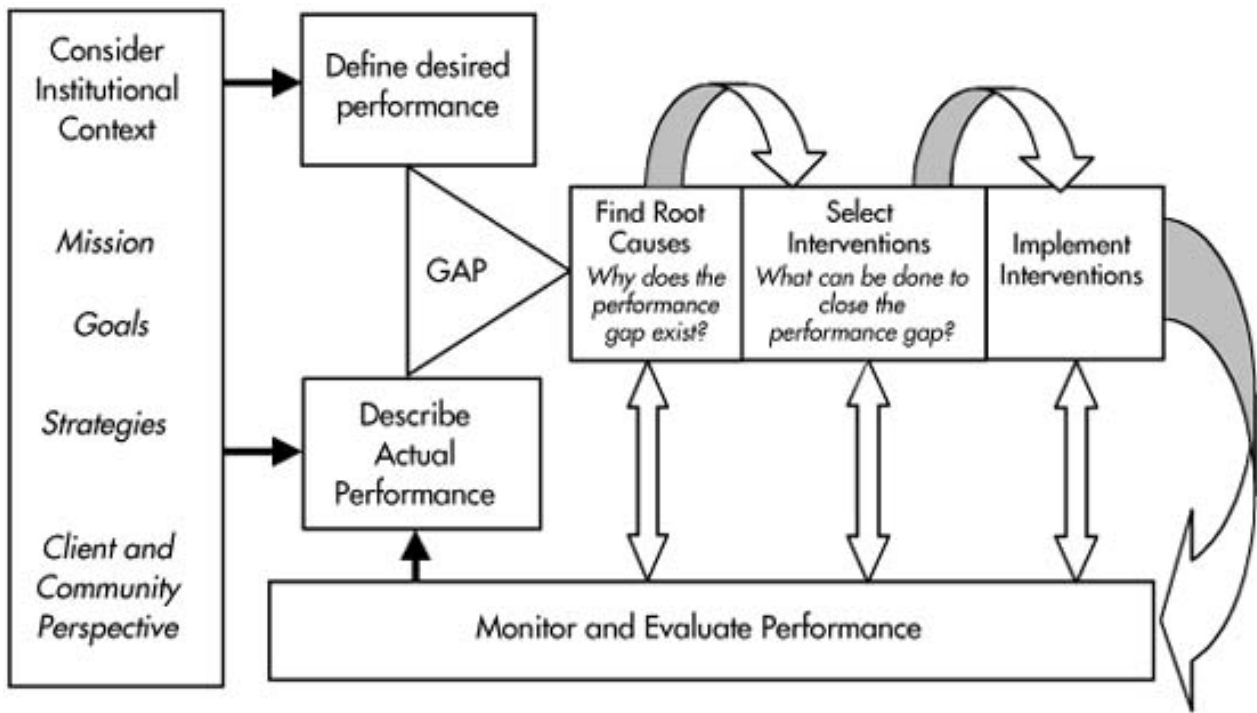 Consider
Institutional
Context
Mission
Goals
Strategies
Client and
Community
Perspective
Define desired
performance
GAP
Describe
Actual
Performance
Find Root
Causes
Why does the
performance
gap exist?
Select
Interventions
What can be done to
close the
performance gap?
Implement
Interventions
Monitor and Evaluate Performance